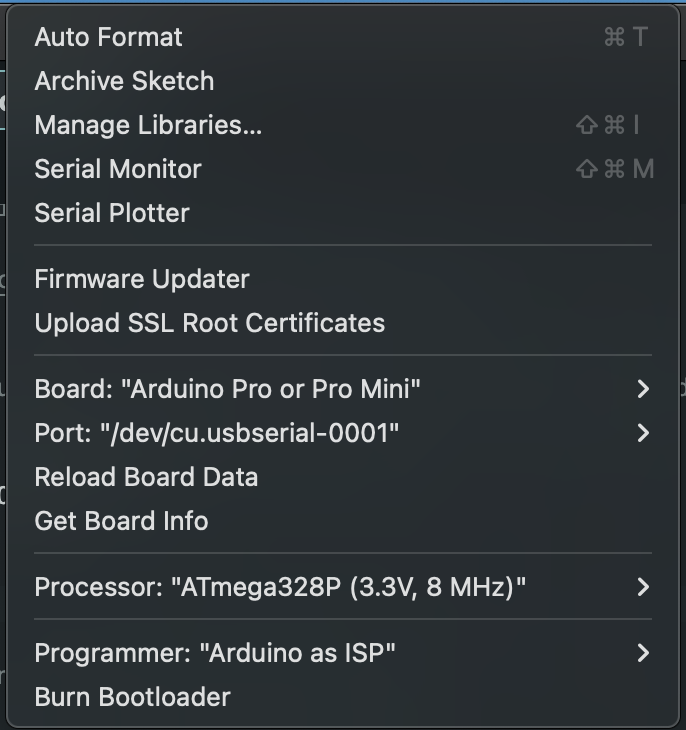 Auto Format ⌘ T
Archive Sketch
Manage Libraries... ⇧ ⌘ I
Serial Monitor ⇧ ⌘ M
Serial Plotter
Firmware Updater
Upload SSL Root Certificates
Board: "Arduino Pro or Pro Mini"
Port: "/dev/cu.usbserial-0001"
Reload Board Data
Get Board Info
Processor: "ATmega328P (3.3V, 8 MHz)"
Programmer: "Arduino as ISP"
Burn Bootloader